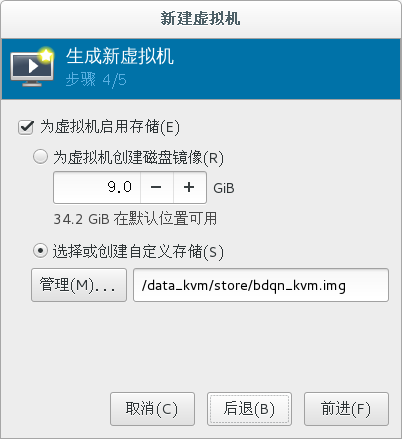 新建虚拟机
生成新虚拟机
步骤 4/5
为虚拟机启用存储(E)
为虚拟机创建磁盘镜像(R)
9.0 − + GiB
34.2 GiB 在默认位置可用
选择或创建自定义存储(S)
管理(M)... /data_kvm/store/bdqn_kvm.img
取消(C) 后退(B) 前进(F)